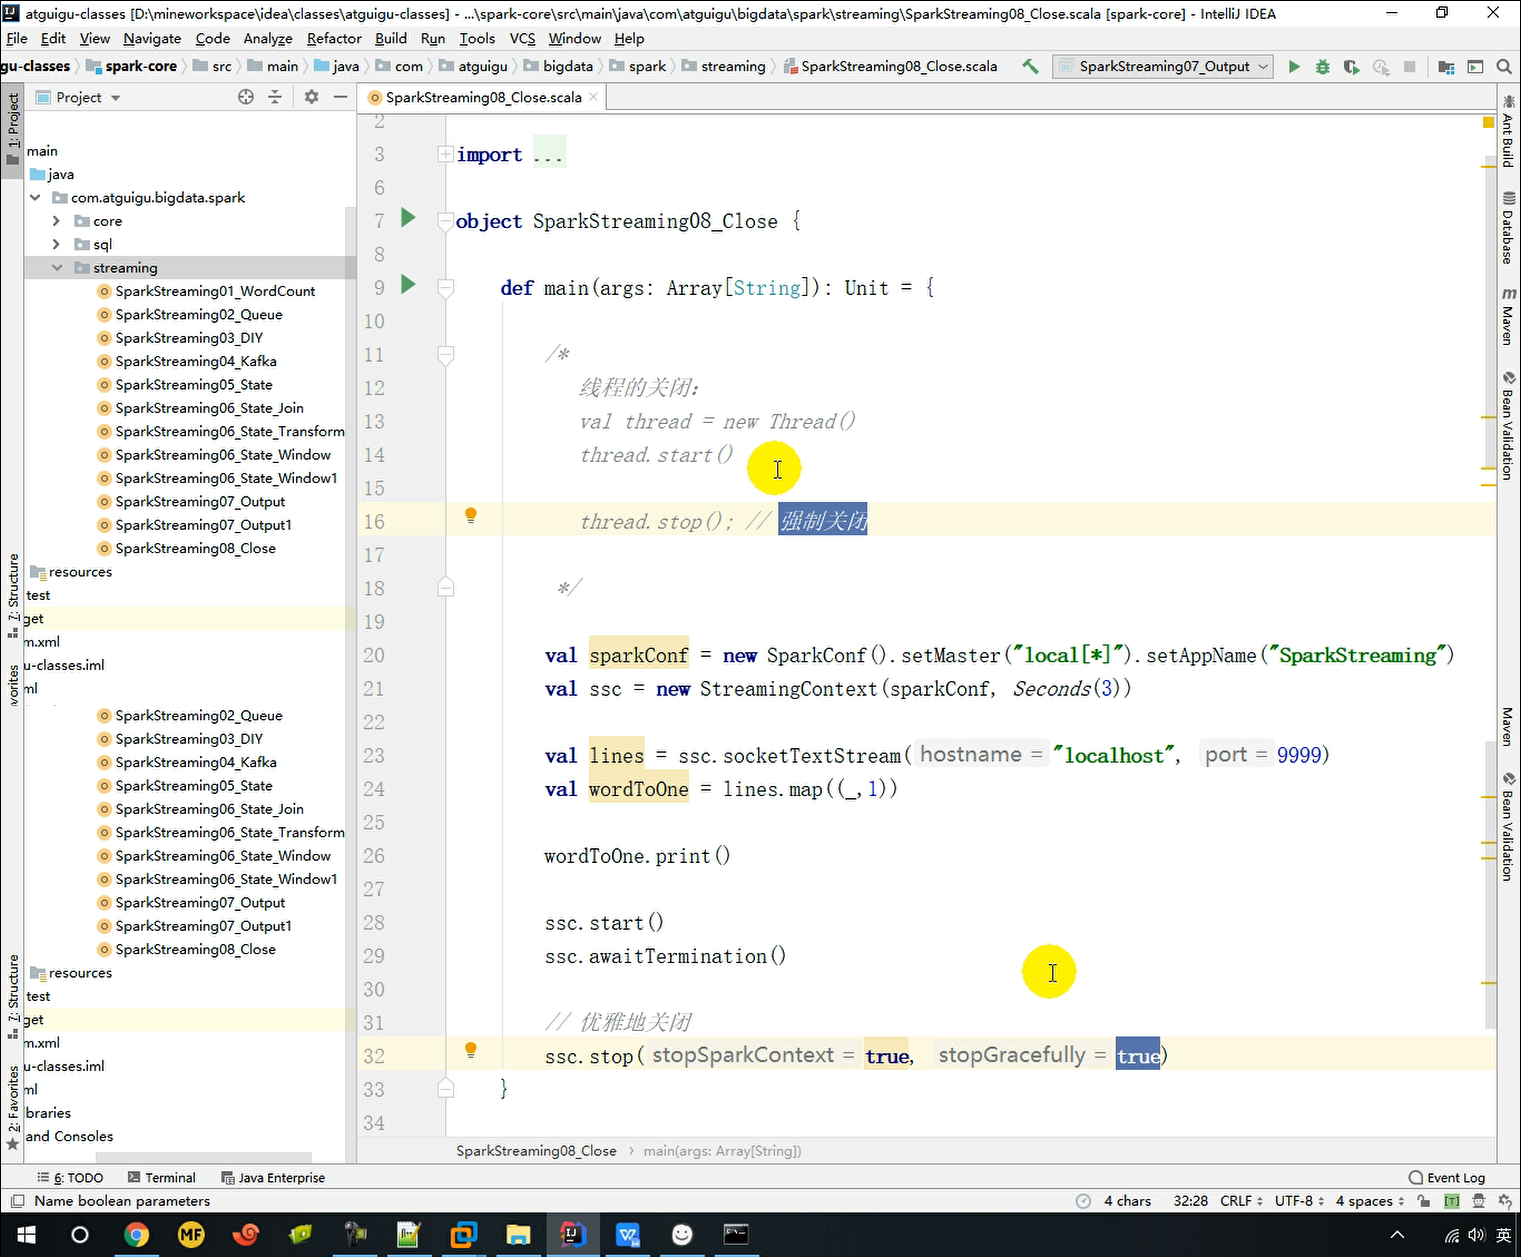 atguigu-classes [D:\mineworkspace\idea\classes\atguigu-classes] - ...\spark-core\src\main\java\com\atguigu\bigdata\spark\streaming\SparkStreaming08_Close.scala [spark-core] - IntelliJ IDEA
File Edit View Navigate Code Analyze Refactor Build Run Tools VCS Window Help
gu-classes spark-core src main java com atguigu bigdata spark streaming SparkStreaming08_Close.scala SparkStreaming07_Output
Project SparkStreaming08_Close.scala
1: Project
main
java
com.atguigu.bigdata.spark
core
sql
streaming
SparkStreaming01_WordCount
SparkStreaming02_Queue
SparkStreaming03_DIY
SparkStreaming04_Kafka
SparkStreaming05_State
SparkStreaming06_State_Join
SparkStreaming06_State_Transform
SparkStreaming06_State_Window
SparkStreaming06_State_Window1
SparkStreaming07_Output
SparkStreaming07_Output1
SparkStreaming08_Close
resources
test
get
m.xml
u-classes.iml
ml
SparkStreaming02_Queue
SparkStreaming03_DIY
SparkStreaming04_Kafka
SparkStreaming05_State
SparkStreaming06_State_Join
SparkStreaming06_State_Transform
SparkStreaming06_State_Window
SparkStreaming06_State_Window1
SparkStreaming07_Output
SparkStreaming07_Output1
SparkStreaming08_Close
resources
test
get
m.xml
u-classes.iml
ml
braries
and Consoles
7: Structure
vorites
7: Structure
2: Favorites
2
3 import ...
6
7 object SparkStreaming08_Close {
8
9 def main(args: Array[String]): Unit = {
10
11 /*
12 线程的关闭:
13 val thread = new Thread()
14 thread.start()
15
16 thread.stop(); // 强制关闭
17
18 */
19
20 val sparkConf = new SparkConf().setMaster("local[*]").setAppName("SparkStreaming")
21 val ssc = new StreamingContext(sparkConf, Seconds(3))
22
23 val lines = ssc.socketTextStream( hostname = "localhost", port = 9999)
24 val wordToOne = lines.map((_,1))
25
26 wordToOne.print()
27
28 ssc.start()
29 ssc.awaitTermination()
30
31 // 优雅地关闭
32 ssc.stop( stopSparkContext = true, stopGracefully = true)
33 }
34
SparkStreaming08_Close › main(args: Array[String])
Ant Build
Database
Maven
Bean Validation
Maven
Bean Validation
6: TODO Terminal Java Enterprise Event Log
Name boolean parameters 4 chars 32:28 CRLF UTF-8 4 spaces
英